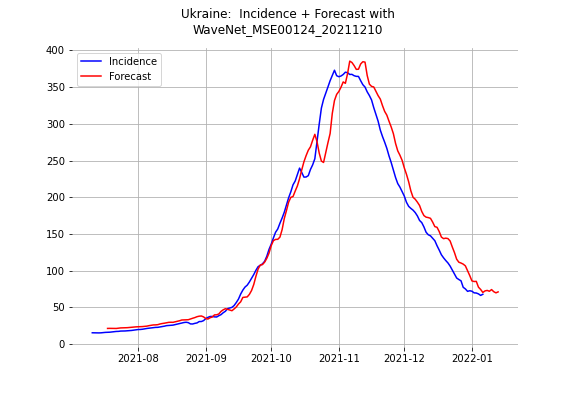 Ukraine: Incidence + Forecast with
WaveNet_MSE00124_20211210
Incidence
Forecast
400
350
300
250
200
150
100
50
0
2021-08 2021-09 2021-10 2021-11 2021-12 2022-01